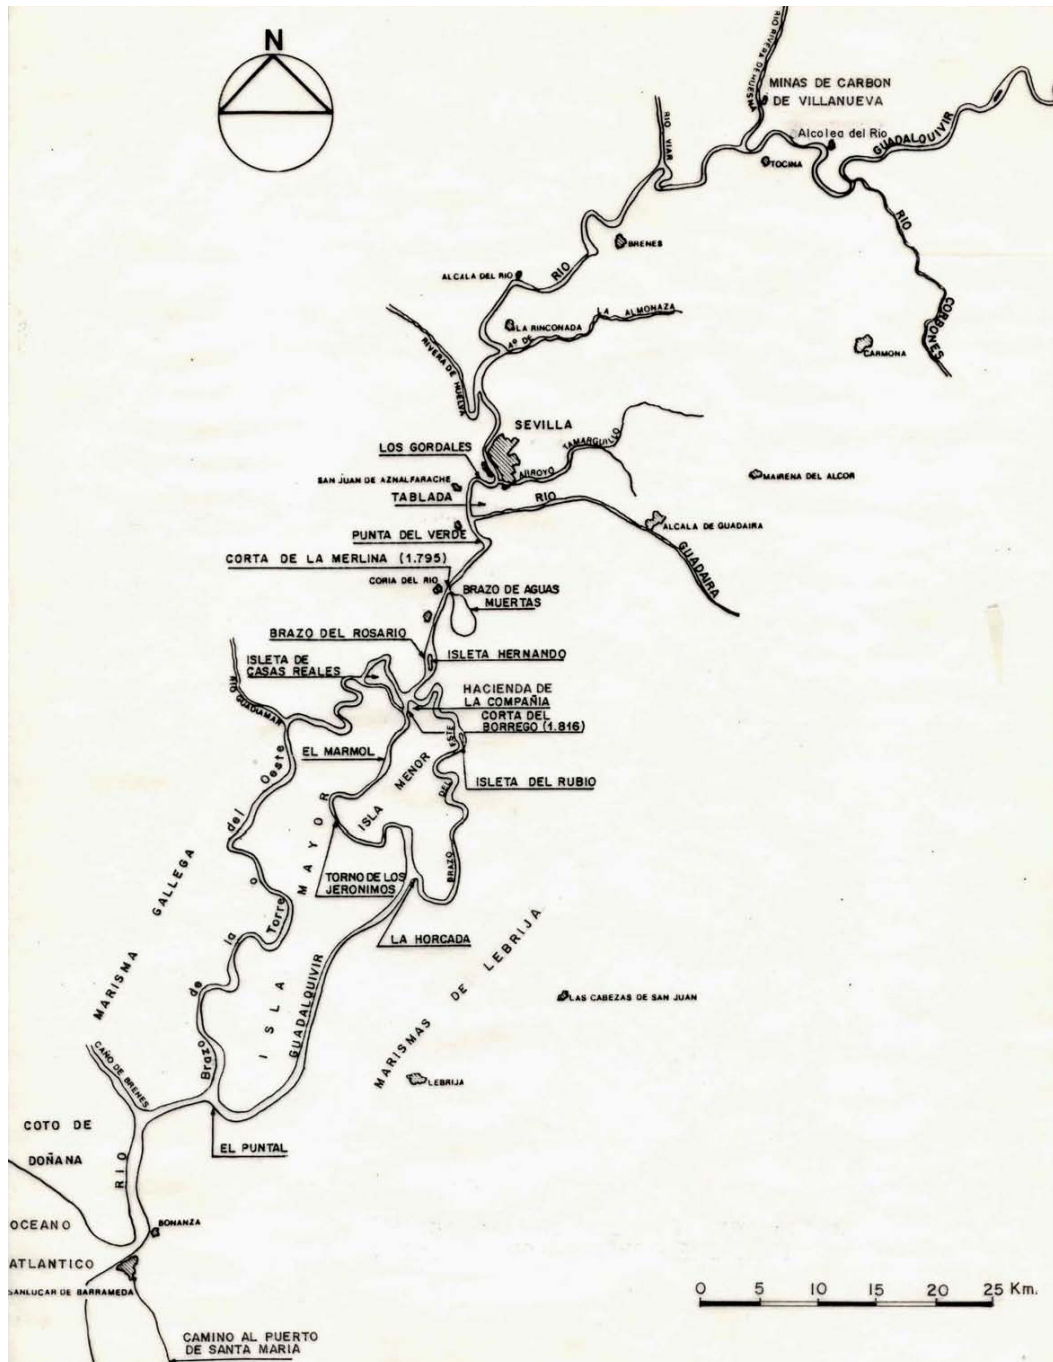 N
RIO RIVERA DE HUESNA
MINAS DE CARBON
DE VILLANUEVA
RIO VIAR
Alcolea del Rio
GUADALQUIVIR
TOCINA
RIO
CORBONES
BRENES
ALCALA DEL RIO
RIO
LA RINCONADA
Aº DE LA ALMONAZA
CARMONA
RIVERA DE HUELVA
SEVILLA
LOS GORDALES
ARROYO TAMARGUILLO
SAN JUAN DE AZNALFARACHE
MAIRENA DEL ALCOR
TABLADA
RIO
GUADAIRA
ALCALA DE GUADAIRA
PUNTA DEL VERDE
CORTA DE LA MERLINA (1.795)
CORIA DEL RIO
BRAZO DE AGUAS
MUERTAS
BRAZO DEL ROSARIO
ISLETA HERNANDO
ISLETA DE
CASAS REALES
RIO GUADIAMAR
HACIENDA DE
LA COMPAÑIA
CORTA DEL
BORREGO (1.816)
EL MARMOL
ISLETA DEL RUBIO
BRAZO DEL ESTE
ISLA MENOR
ISLA MAYOR
TORNO DE LOS
JERONIMOS
MARISMA GALLEGA
Brazo de la Torre o del Oeste
LA HORCADA
MARISMAS DE LEBRIJA
GUADALQUIVIR
LAS CABEZAS DE SAN JUAN
LEBRIJA
CAÑO DE BRENES
COTO DE
DOÑANA
EL PUNTAL
RIO
OCEANO
BONANZA
ATLANTICO
SANLUCAR DE BARRAMEDA
0 5 10 15 20 25 Km.
CAMINO AL PUERTO
DE SANTA MARIA